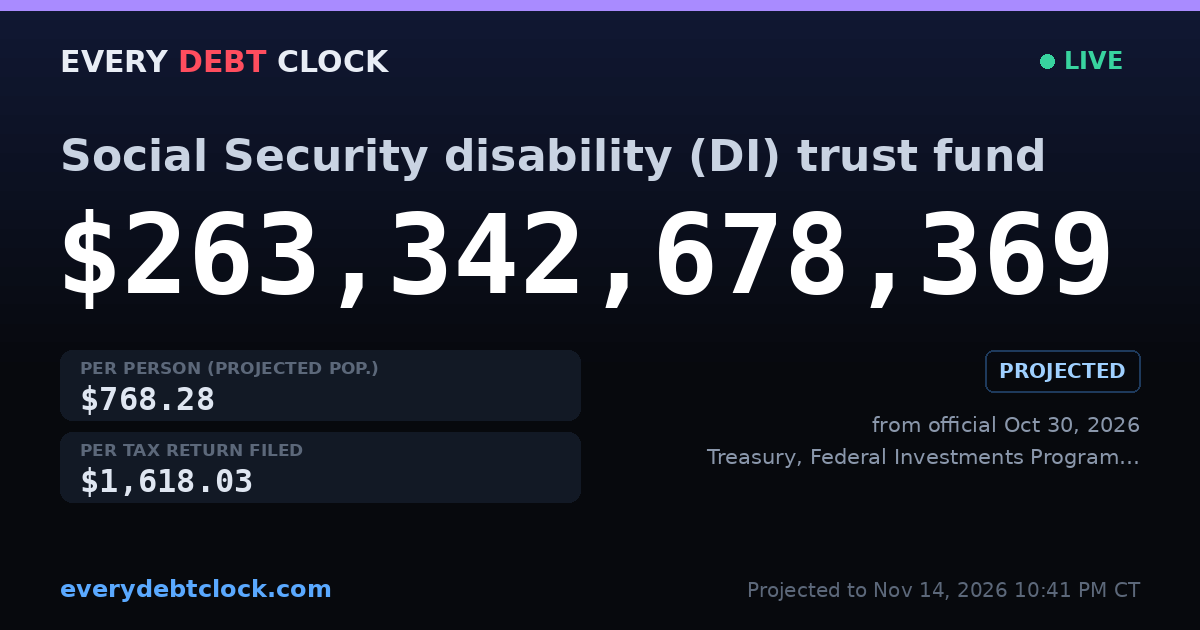 EVERY DEBT CLOCK
LIVE
Social Security disability (DI) trust fund
$263,342,678,369
PER PERSON (PROJECTED POP.)
$768.28
PER TAX RETURN FILED
$1,618.03
PROJECTED
from official Oct 30, 2026
Treasury, Federal Investments Program…
everydebtclock.com
Projected to Nov 14, 2026 10:41 PM CT